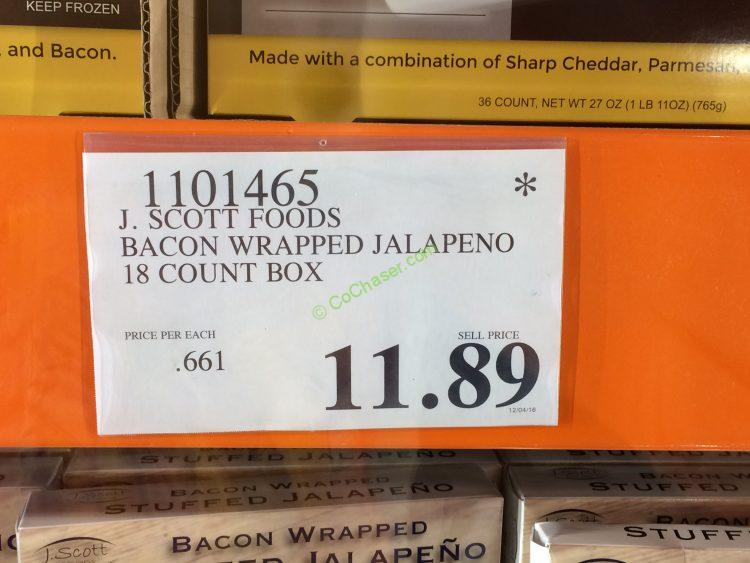 KEEP FROZEN
and Bacon.
Made with a combination of Sharp Cheddar, Parmesan,
36 COUNT, NET WT 27 OZ (1 LB 11OZ) (765g)
1101465 *
J. SCOTT FOODS
BACON WRAPPED JALAPENO
18 COUNT BOX
© CoChaser.com
PRICE PER EACH
SELL PRICE
.661
11.89
12/04/16
BACON WRAPPED
STUFFED JALAPEÑO
BACON WRAPPED
STUFFED JALAPEÑO
BACON WRAPPED
STUFFED JALAPEÑO
J.Scott
BACON WRAPPED
JALAPEÑO
BACON
STUFF